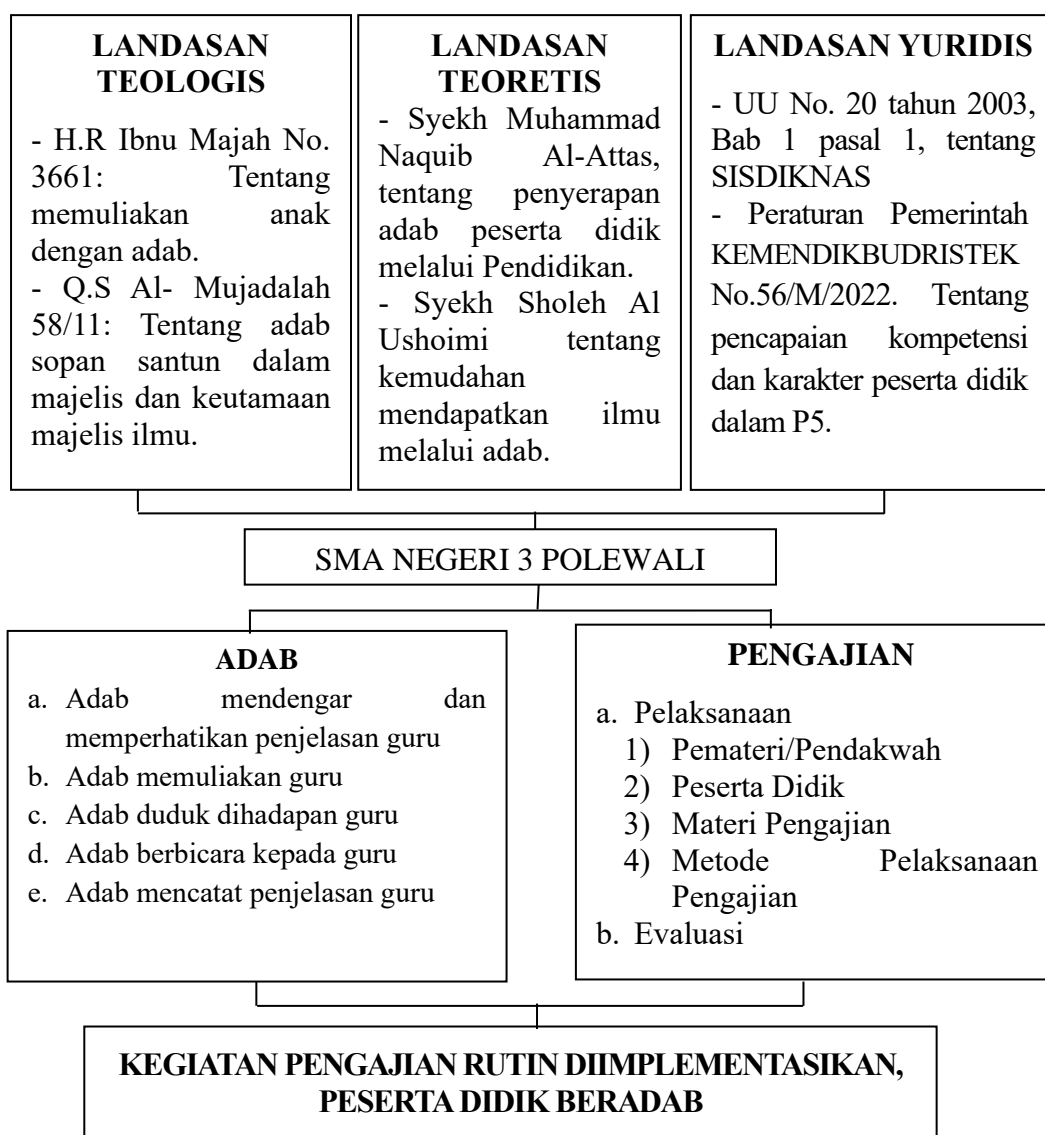 LANDASAN
TEOLOGIS
- H.R Ibnu Majah No.
3661: Tentang
memuliakan anak
dengan adab.
- Q.S Al- Mujadalah
58/11: Tentang adab
sopan santun dalam
majelis dan keutamaan
majelis ilmu.
LANDASAN
TEORETIS
- Syekh Muhammad
Naquib Al-Attas,
tentang penyerapan
adab peserta didik
melalui Pendidikan.
- Syekh Sholeh Al
Ushoimi tentang
kemudahan
mendapatkan ilmu
melalui adab.
LANDASAN YURIDIS
- UU No. 20 tahun 2003,
Bab 1 pasal 1, tentang
SISDIKNAS
- Peraturan Pemerintah
KEMENDIKBUDRISTEK
No.56/M/2022. Tentang
pencapaian kompetensi
dan karakter peserta didik
dalam P5.
SMA NEGERI 3 POLEWALI
ADAB
a. Adab mendengar dan
memperhatikan penjelasan guru
b. Adab memuliakan guru
c. Adab duduk dihadapan guru
d. Adab berbicara kepada guru
e. Adab mencatat penjelasan guru
PENGAJIAN
a. Pelaksanaan
1) Pemateri/Pendakwah
2) Peserta Didik
3) Materi Pengajian
4) Metode Pelaksanaan
Pengajian
b. Evaluasi
KEGIATAN PENGAJIAN RUTIN DIIMPLEMENTASIKAN,
PESERTA DIDIK BERADAB